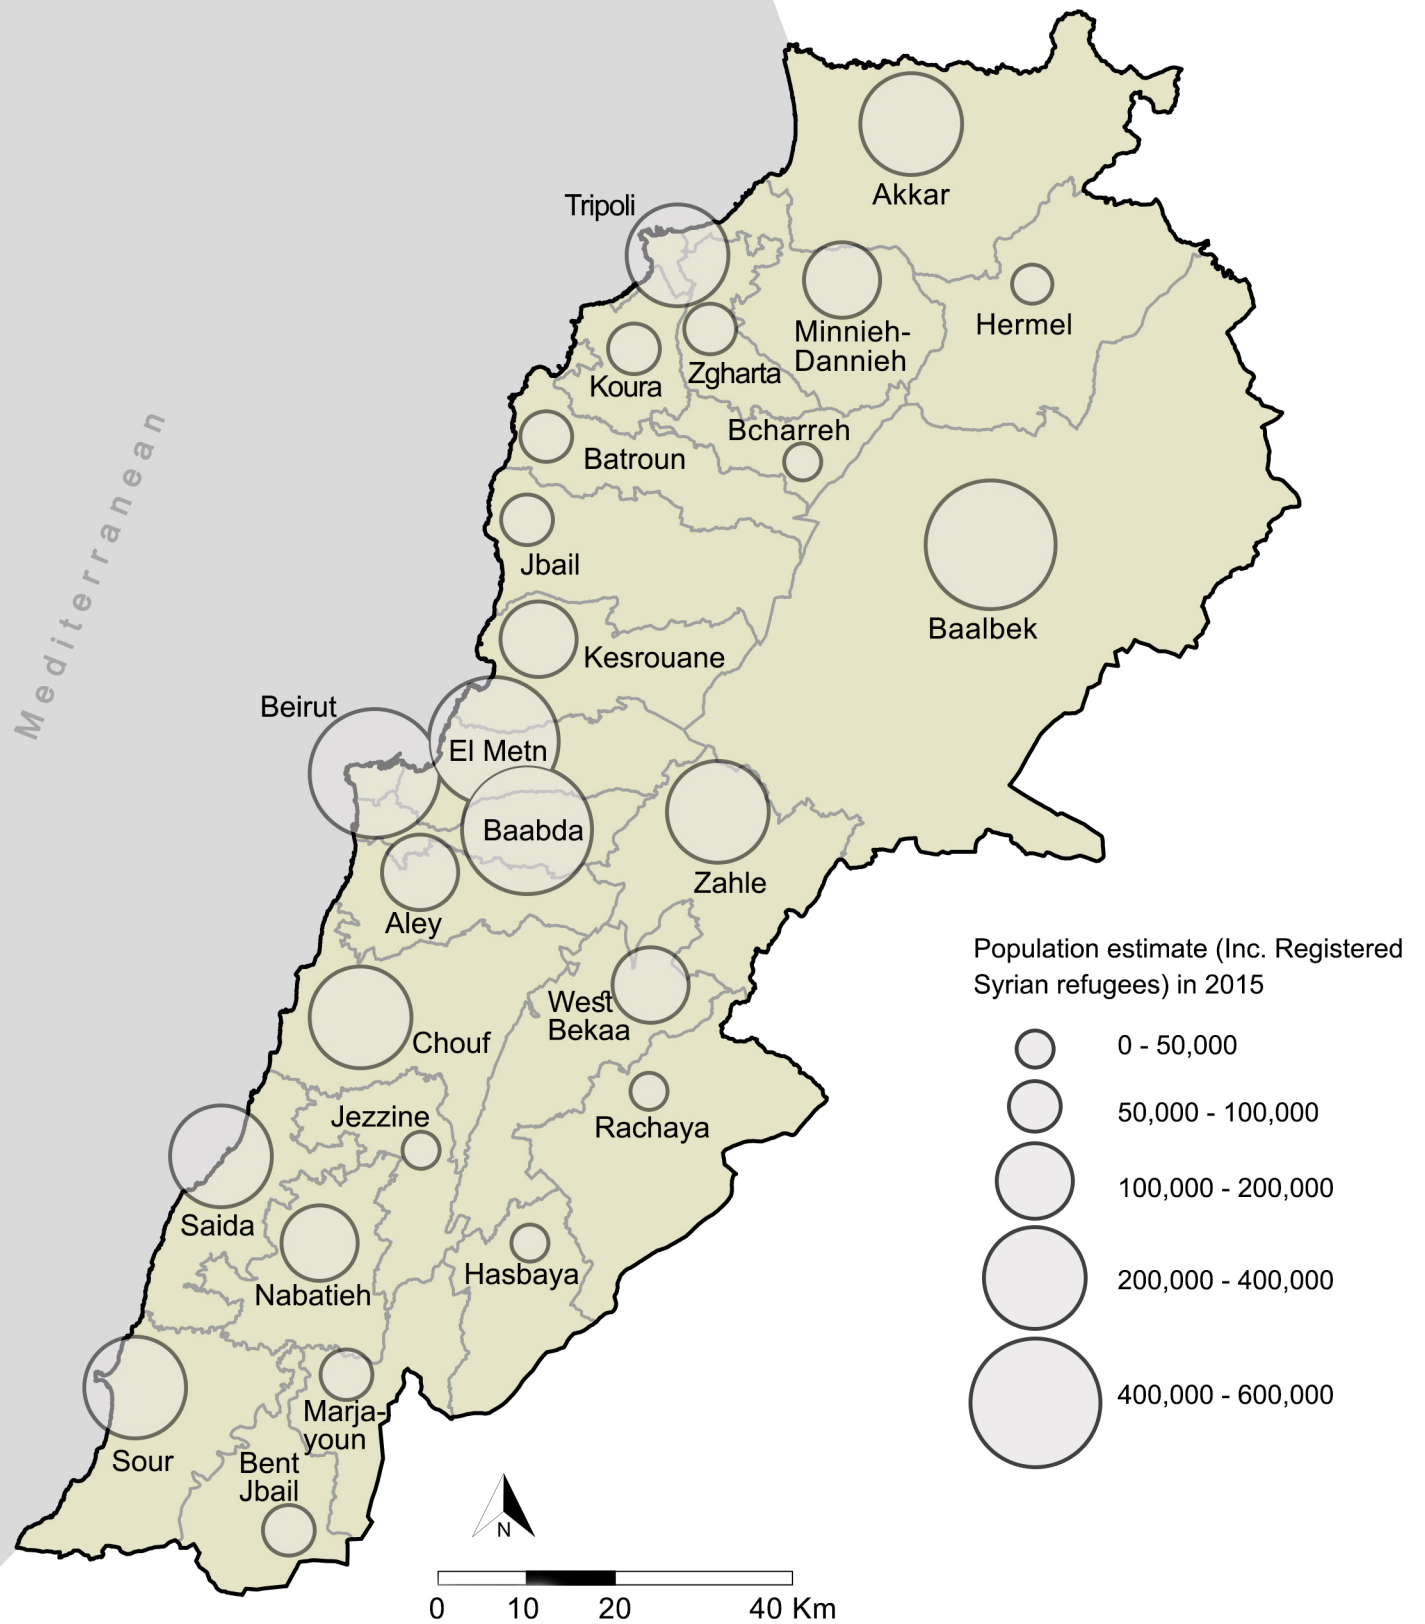 Akkar
Tripoli
Hermel
Minnieh-
Dannieh
Zgharta
Koura
Bcharreh
Batroun
Jbail
Baalbek
Kesrouane
Mediterranean
Beirut
El Metn
Baabda
Zahle
Aley
West
Bekaa
Chouf
Jezzine
Rachaya
Saida
Hasbaya
Nabatieh
Marja-
youn
Sour
Bent
Jbail
Population estimate (Inc. Registered
Syrian refugees) in 2015
0 - 50,000
50,000 - 100,000
100,000 - 200,000
200,000 - 400,000
400,000 - 600,000
N
0 10 20 40 Km